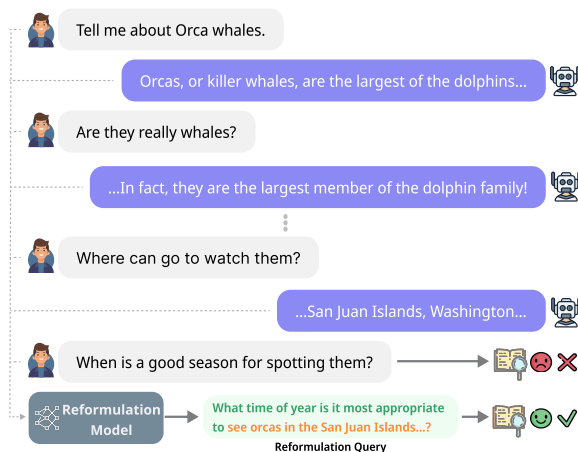 Tell me about Orca whales.
Orcas, or killer whales, are the largest of the dolphins...
Are they really whales?
...In fact, they are the largest member of the dolphin family!
Where can go to watch them?
...San Juan Islands, Washington...
When is a good season for spotting them?
Reformulation
Model
What time of year is it most appropriate
to see orcas in the San Juan Islands...?
Reformulation Query